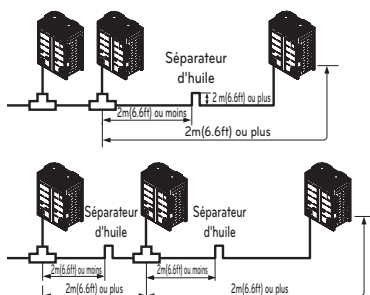 Séparateur
d'huile
2 m(6.6ft) ou plus
2m(6.6ft) ou moins
2m(6.6ft) ou plus
Séparateur
d'huile
Séparateur
d'huile
2m(6.6ft) ou moins
2m(6.6ft) ou moins
2m(6.6ft) ou plus
2m(6.6ft) ou plus